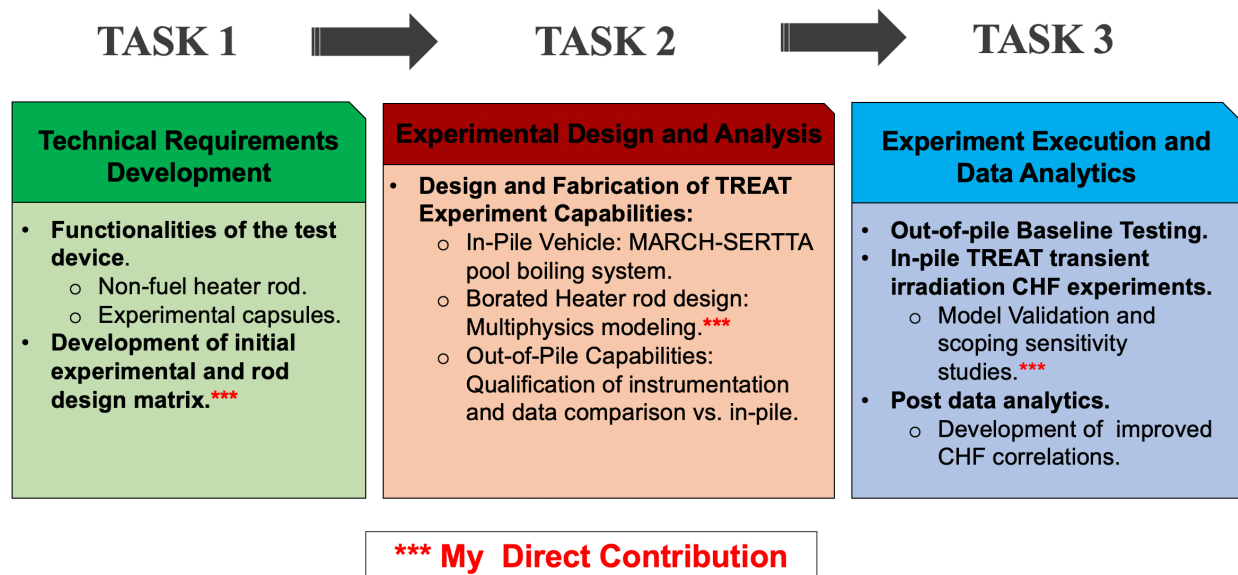 TASK 1
TASK 2
TASK 3
Technical Requirements
Development
• Functionalities of the test
device.
o Non-fuel heater rod.
o Experimental capsules.
• Development of initial
experimental and rod
design matrix.***
Experimental Design and Analysis
• Design and Fabrication of TREAT
Experiment Capabilities:
o In-Pile Vehicle: MARCH-SERTTA
pool boiling system.
o Borated Heater rod design:
Multiphysics modeling.***
o Out-of-Pile Capabilities:
Qualification of instrumentation
and data comparison vs. in-pile.
Experiment Execution and
Data Analytics
• Out-of-pile Baseline Testing.
• In-pile TREAT transient
irradiation CHF experiments.
o Model Validation and
scoping sensitivity
studies.***
• Post data analytics.
o Development of improved
CHF correlations.
*** My Direct Contribution